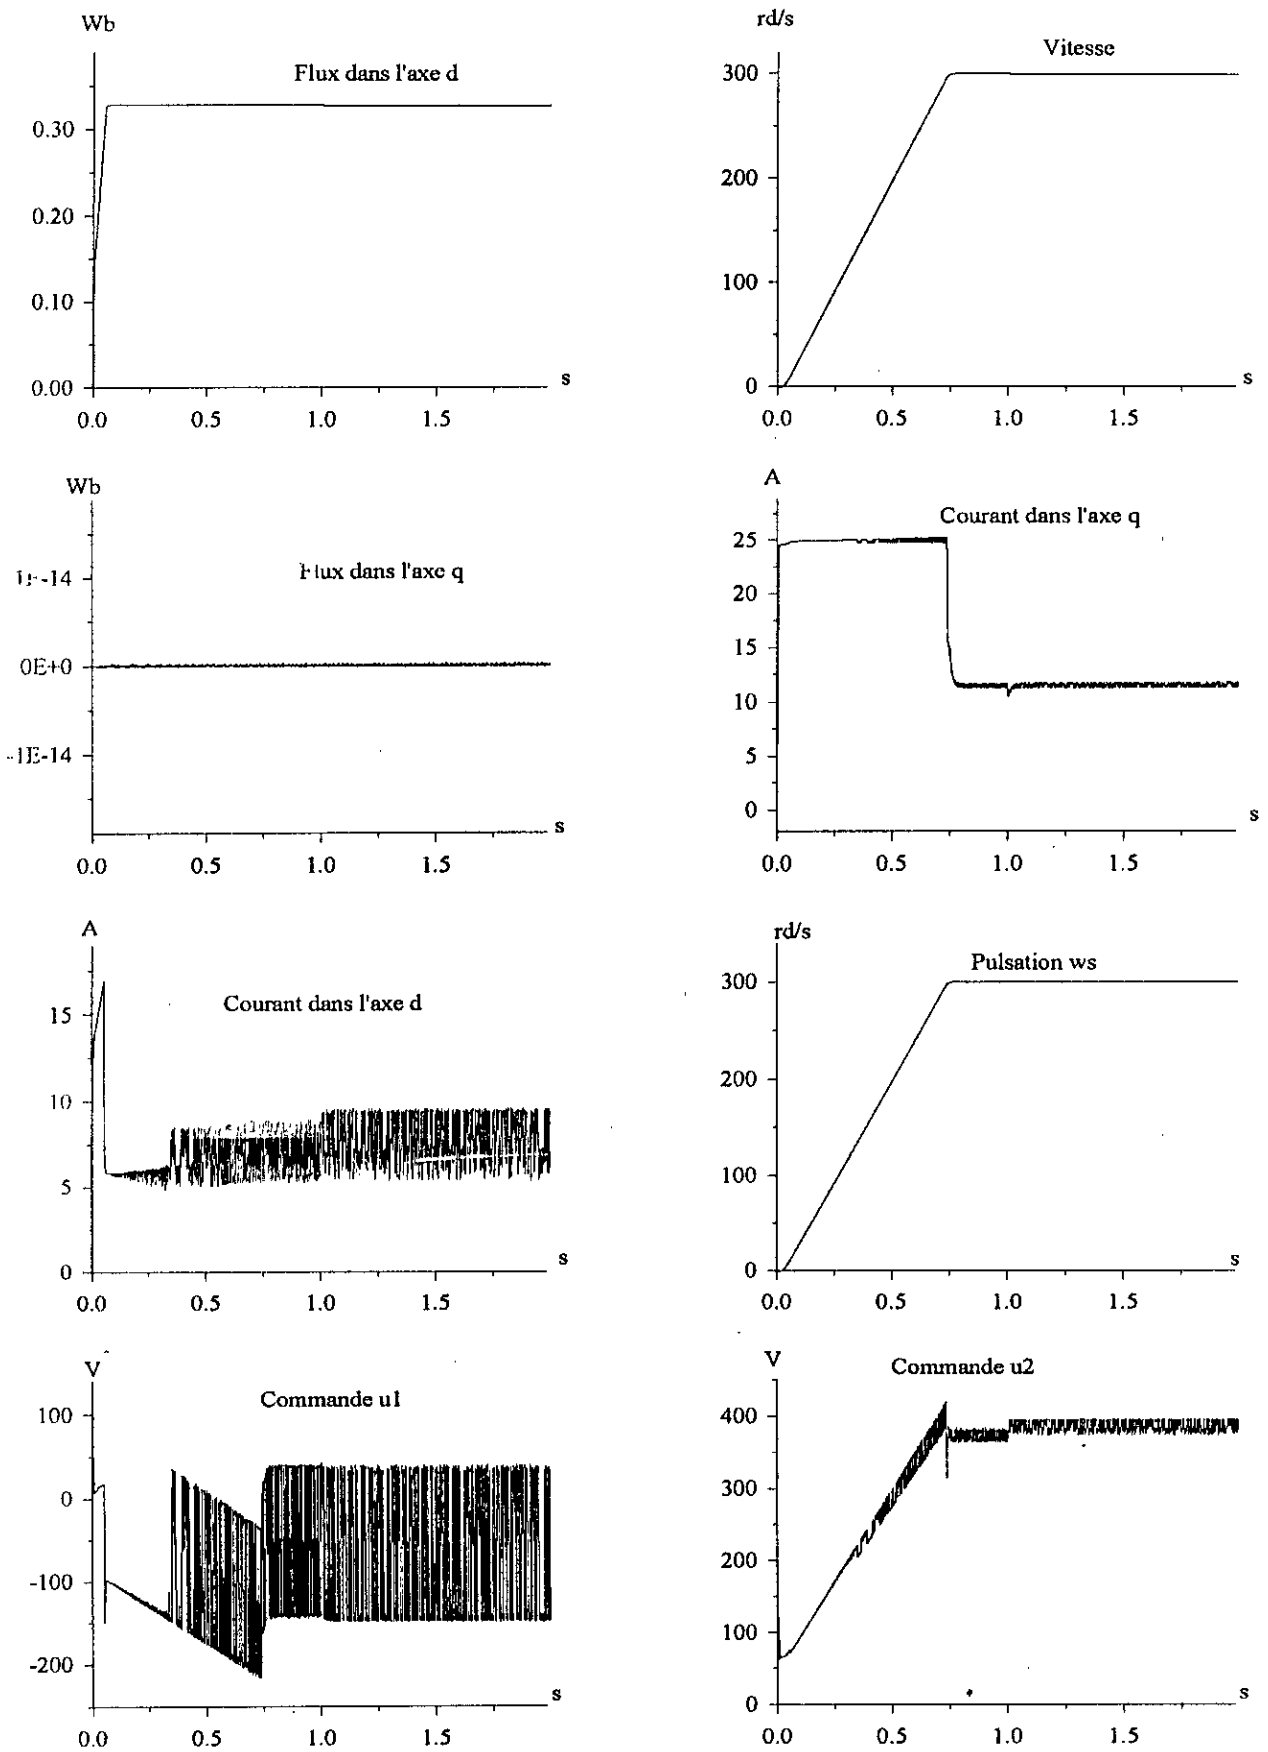 Wb
Flux dans l'axe d
0.30
0.20
0.10
0.00
s
0.0 0.5 1.0 1.5
rd/s
Vitesse
300
200
100
0
s
0.0 0.5 1.0 1.5
Wb
Flux dans l'axe q
1E-14
0E+0
-1E-14
s
0.0 0.5 1.0 1.5
A
Courant dans l'axe q
25
20
15
10
5
0
s
0.0 0.5 1.0 1.5
A
Courant dans l'axe d
15
10
5
0
s
0.0 0.5 1.0 1.5
rd/s
Pulsation ws
300
200
100
0
s
0.0 0.5 1.0 1.5
V
Commande u1
100
0
-100
-200
s
0.0 0.5 1.0 1.5
V
Commande u2
400
300
200
100
0
s
0.0 0.5 1.0 1.5